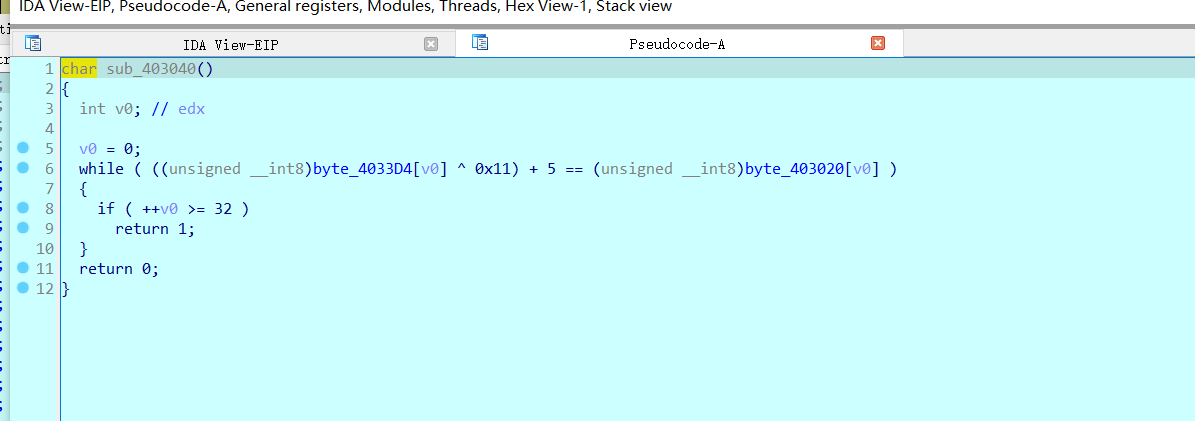 IDA View-EIP, Pseudocode-A, General registers, Modules, Threads, Hex View-1, Stack view
IDA View-EIP
Pseudocode-A
1 char sub_403040()
2 {
3   int v0; // edx
4
5   v0 = 0;
6   while ( ((unsigned __int8)byte_4033D4[v0] ^ 0x11) + 5 == (unsigned __int8)byte_403020[v0] )
7   {
8     if ( ++v0 >= 32 )
9       return 1;
10   }
11   return 0;
12 }